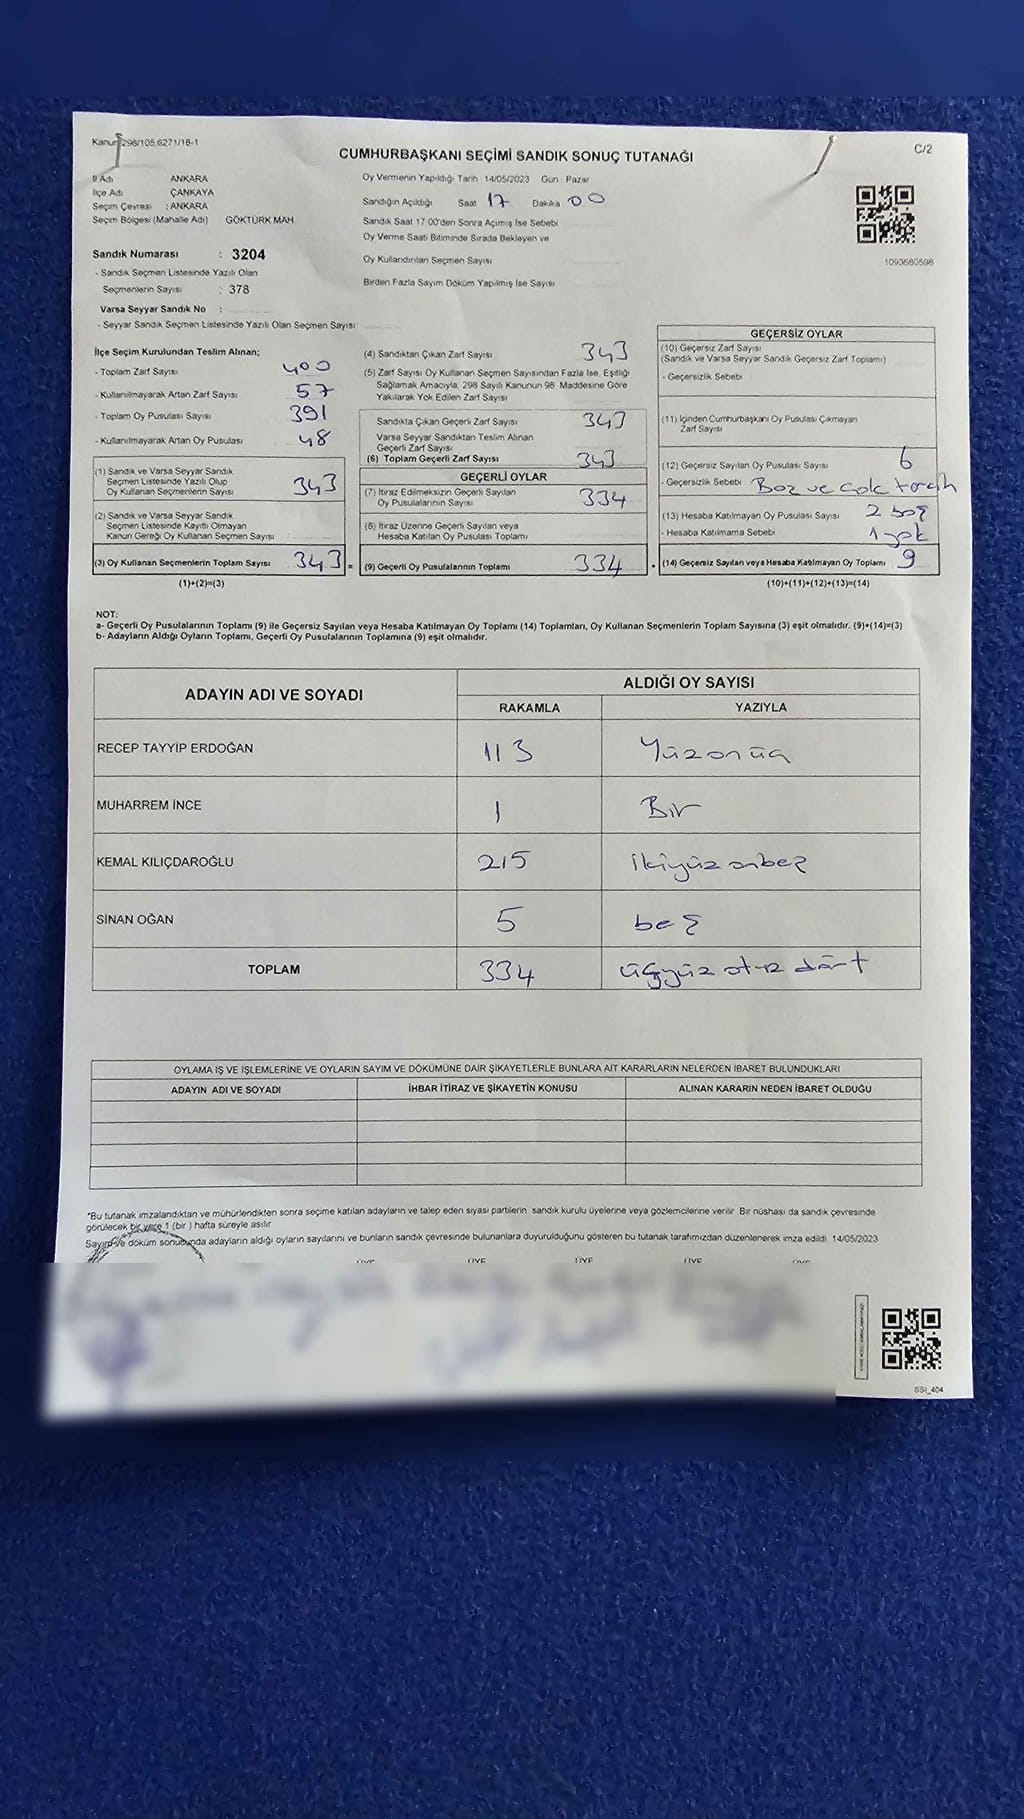 Kanun 298/105,6271/18-1
C/2
CUMHURBAŞKANI SEÇİMİ SANDIK SONUÇ TUTANAĞI
İl Adı ANKARA
İlçe Adı ÇANKAYA
Seçim Çevresi : ANKARA
Seçim Bölgesi (Mahalle Adı) GÖKTÜRK MAH.
Sandık Numarası : 3204
- Sandık Seçmen Listesinde Yazılı Olan
Seçmenlerin Sayısı : 378
Varsa Seyyar Sandık No :
- Seyyar Sandık Seçmen Listesinde Yazılı Olan Seçmen Sayısı
Oy Vermenin Yapıldığı Tarih 14/05/2023 Gün Pazar
Sandığın Açıldığı Saat 17 Dakika 00
Sandık Saat 17.00'den Sonra Açılmış İse Sebebi
Oy Verme Saati Bitiminde Sırada Bekleyen ve
Oy Kullandırılan Seçmen Sayısı
Birden Fazla Sayım Döküm Yapılmış İse Sayısı
1093680598
İlçe Seçim Kurulundan Teslim Alınan;
- Toplam Zarf Sayısı 400
- Kullanılmayarak Artan Zarf Sayısı 57
- Toplam Oy Pusulası Sayısı 391
- Kullanılmayarak Artan Oy Pusulası 48
(1) Sandık ve Varsa Seyyar Sandık
Seçmen Listesinde Yazılı Olup
Oy Kullanan Seçmenlerin Sayısı 343
(2) Sandık ve Varsa Seyyar Sandık
Seçmen Listesinde Kayıtlı Olmayan
Kanun Gereği Oy Kullanan Seçmen Sayısı
(3) Oy Kullanan Seçmenlerin Toplam Sayısı 343 =
(1)+(2)=(3)
(4) Sandıktan Çıkan Zarf Sayısı 343
(5) Zarf Sayısı Oy Kullanan Seçmen Sayısından Fazla İse, Eşitliği
Sağlamak Amacıyla, 298 Sayılı Kanunun 98. Maddesine Göre
Yakılarak Yok Edilen Zarf Sayısı
Sandıkta Çıkan Geçerli Zarf Sayısı 343
Varsa Seyyar Sandıktan Teslim Alınan
Geçerli Zarf Sayısı
(6) Toplam Geçerli Zarf Sayısı 343
GEÇERLİ OYLAR
(7) İtiraz Edilmeksizin Geçerli Sayılan
Oy Pusulalarının Sayısı 334
(8) İtiraz Üzerine Geçerli Sayılan veya
Hesaba Katılan Oy Pusulası Toplamı
(9) Geçerli Oy Pusulalarının Toplamı 334 +
GEÇERSİZ OYLAR
(10) Geçersiz Zarf Sayısı
(Sandık ve Varsa Seyyar Sandık Geçersiz Zarf Toplamı)
- Geçersizlik Sebebi
(11) İçinden Cumhurbaşkanı Oy Pusulası Çıkmayan
Zarf Sayısı
(12) Geçersiz Sayılan Oy Pusulası Sayısı 6
- Geçersizlik Sebebi Boz ve çok tercih
(13) Hesaba Katılmayan Oy Pusulası Sayısı 2 boş
- Hesaba Katılmama Sebebi 1 yok
(14) Geçersiz Sayılan veya Hesaba Katılmayan Oy Toplamı 9
(10)+(11)+(12)+(13)=(14)
NOT:
a- Geçerli Oy Pusulalarının Toplamı (9) ile Geçersiz Sayılan veya Hesaba Katılmayan Oy Toplamı (14) Toplamları, Oy Kullanan Seçmenlerin Toplam Sayısına (3) eşit olmalıdır. (9)+(14)=(3)
b- Adayların Aldığı Oyların Toplamı, Geçerli Oy Pusulalarının Toplamına (9) eşit olmalıdır.
ADAYIN ADI VE SOYADI ALDIĞI OY SAYISI
RAKAMLA YAZIYLA
RECEP TAYYİP ERDOĞAN 113 Yüzonüç
MUHARREM İNCE 1 Bir
KEMAL KILIÇDAROĞLU 215 ikiyüz onbeş
SİNAN OĞAN 5 beş
TOPLAM 334 üçyüz otuz dört
OYLAMA İŞ VE İŞLEMLERİNE VE OYLARIN SAYIM VE DÖKÜMÜNE DAİR ŞİKAYETLERLE BUNLARA AİT KARARLARIN NELERDEN İBARET BULUNDUKLARI
ADAYIN ADI VE SOYADI İHBAR İTİRAZ VE ŞİKAYETİN KONUSU ALINAN KARARIN NEDEN İBARET OLDUĞU
*Bu tutanak imzalandıktan ve mühürlendikten sonra seçime katılan adayların ve talep eden siyasi partilerin sandık kurulu üyelerine veya gözlemcilerine verilir. Bir nüshası da sandık çevresinde
görülecek bir yere 1 (bir ) hafta süreyle asılır.
Sayım ve döküm sonucunda adayların aldığı oyların sayılarını ve bunların sandık çevresinde bulunanlara duyurulduğunu gösteren bu tutanak tarafımızdan düzenlenerek imza edildi. 14/05/2023
ÜYE ÜYE ÜYE ÜYE ÜYE
SSI_404